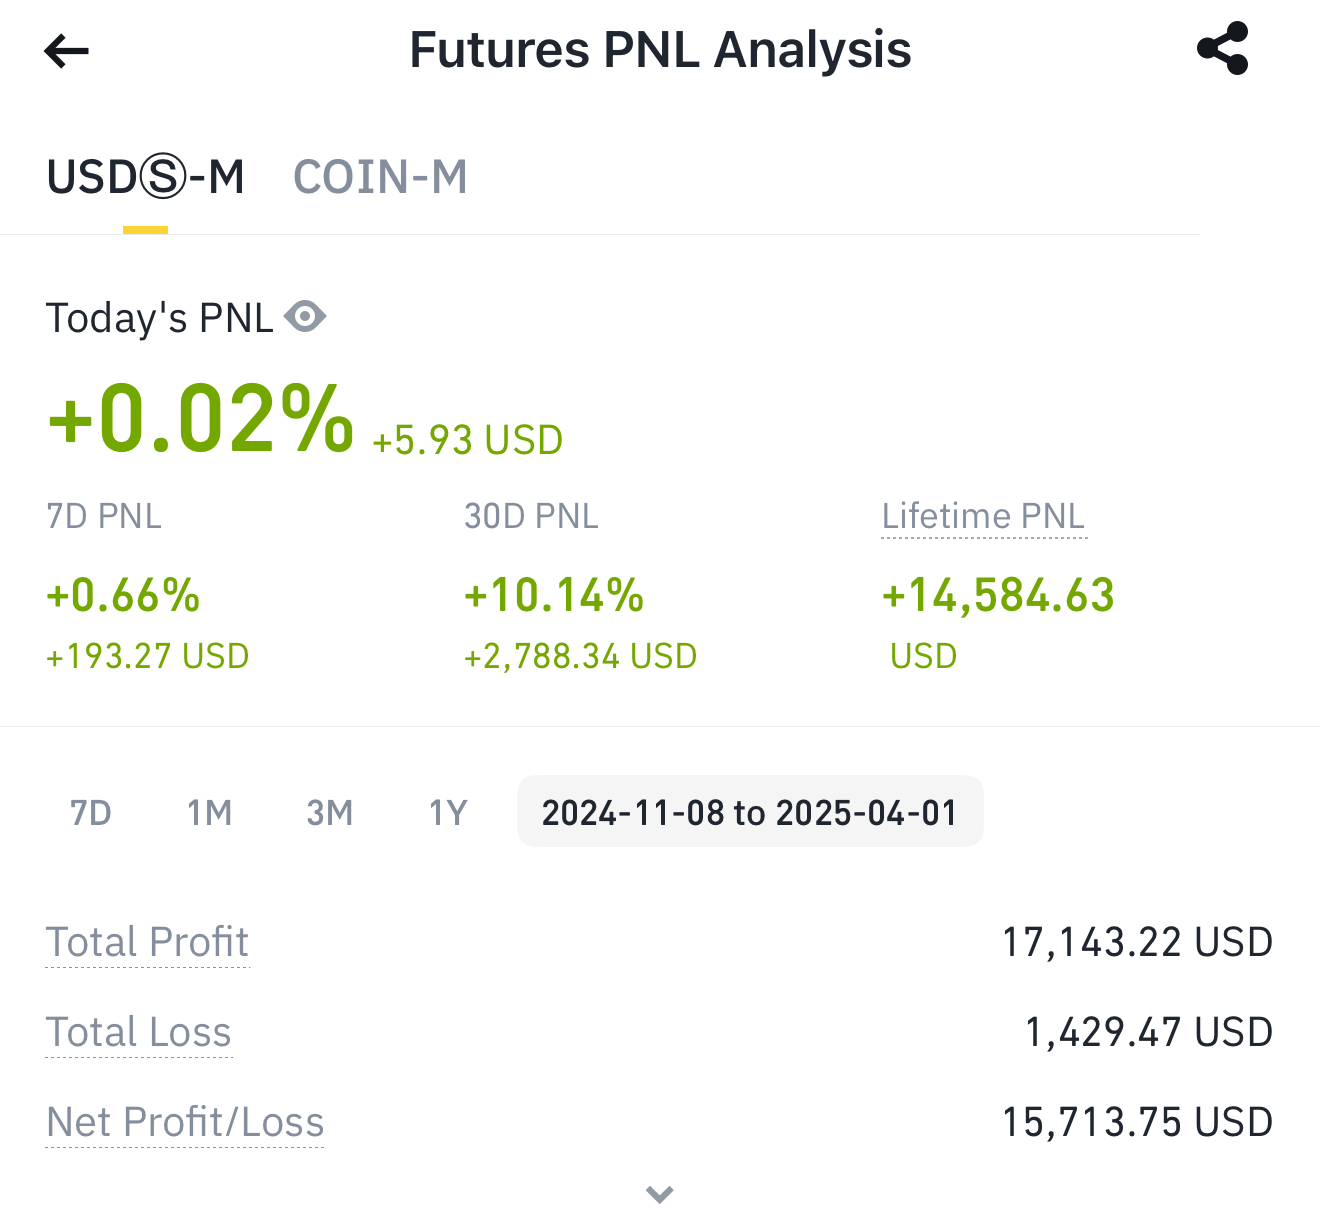 Futures PNL Analysis
USDⓈ-M COIN-M
Today's PNL
+0.02% +5.93 USD
7D PNL 30D PNL Lifetime PNL
+0.66% +10.14% +14,584.63
+193.27 USD +2,788.34 USD USD
7D 1M 3M 1Y 2024-11-08 to 2025-04-01
Total Profit 17,143.22 USD
Total Loss 1,429.47 USD
Net Profit/Loss 15,713.75 USD